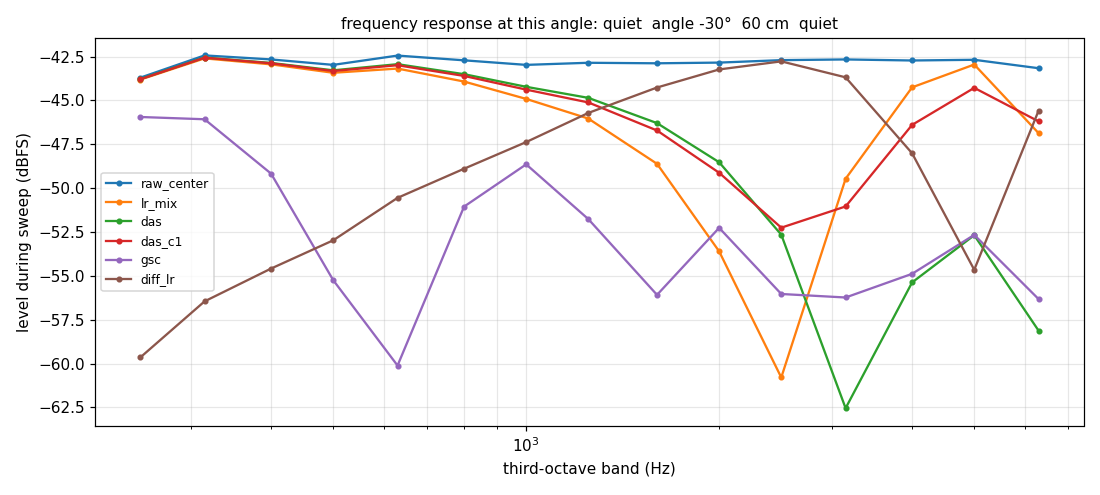 frequency response at this angle: quiet  angle -30°  60 cm  quiet
level during sweep (dBFS)
−42.5
−45.0
−47.5
−50.0
−52.5
−55.0
−57.5
−60.0
−62.5
raw_center
lr_mix
das
das_c1
gsc
diff_lr
10³
third-octave band (Hz)